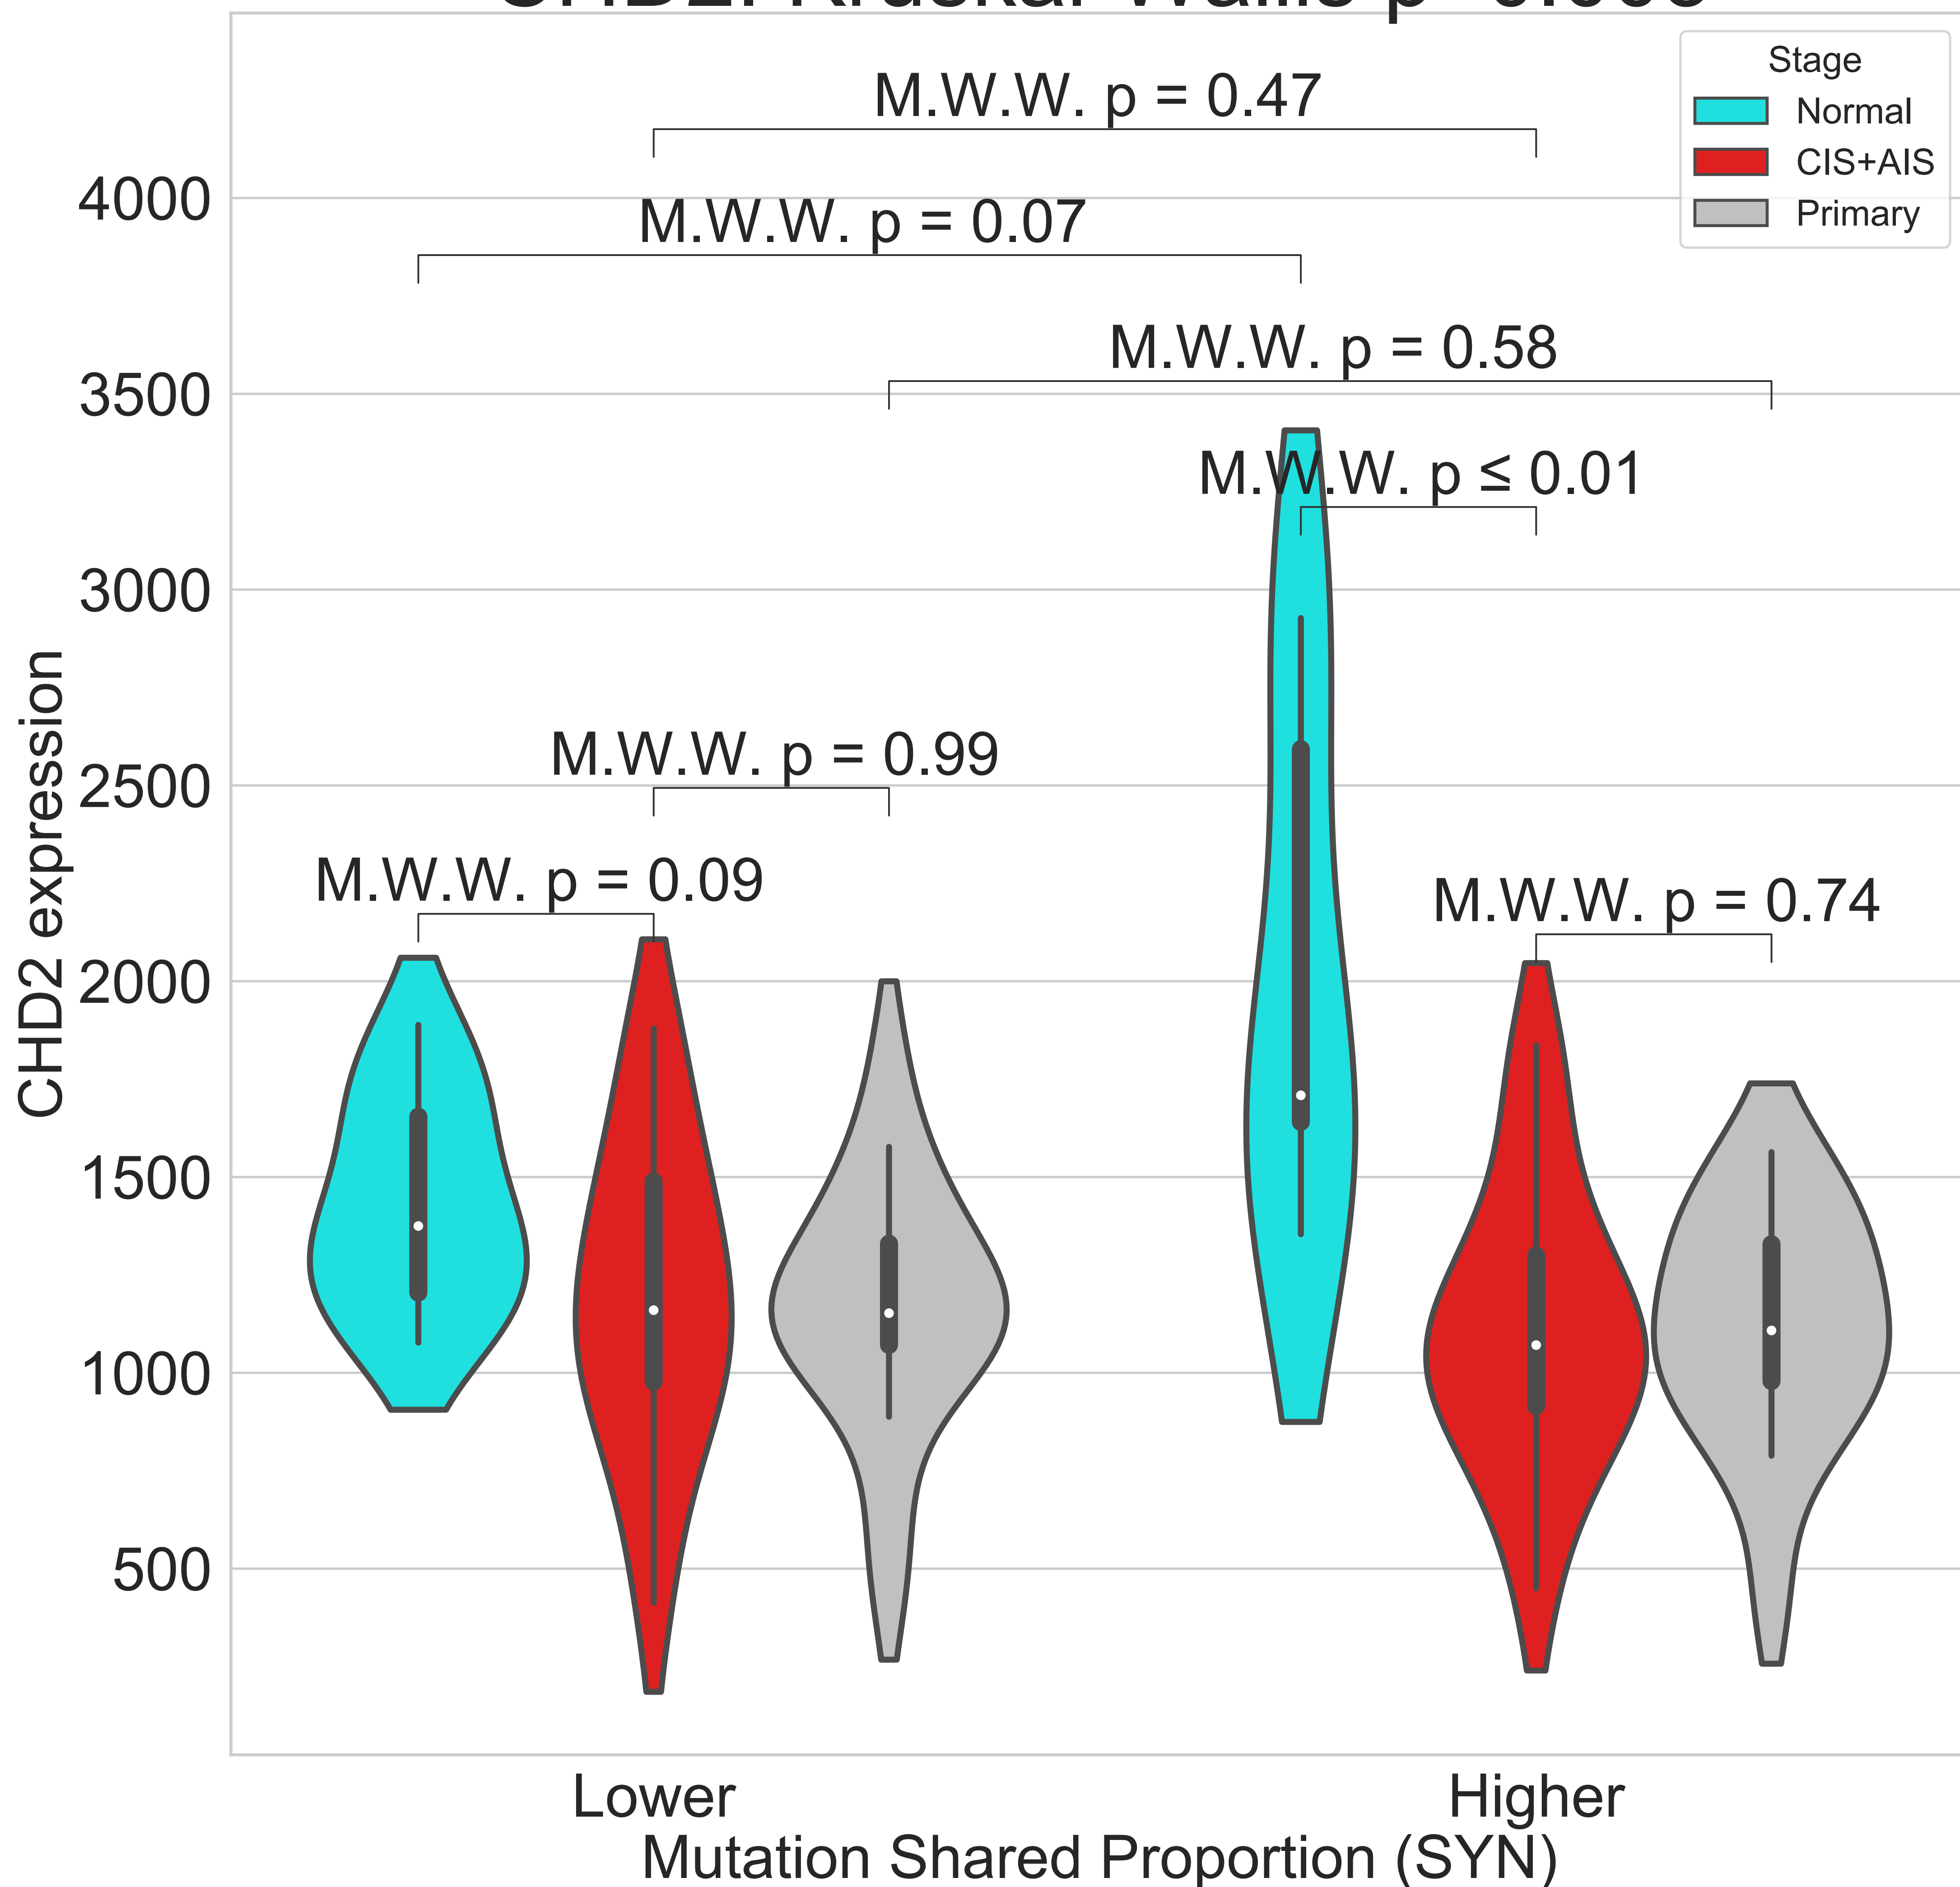 Stage
Normal
CIS+AIS
Primary
M.W.W. p = 0.47
M.W.W. p = 0.07
M.W.W. p = 0.58
M.W.W. p ≤ 0.01
M.W.W. p = 0.99
M.W.W. p = 0.09
M.W.W. p = 0.74
4000
3500
3000
2500
2000
1500
1000
500
CHD2 expression
Lower
Higher
Mutation Shared Proportion (SYN)